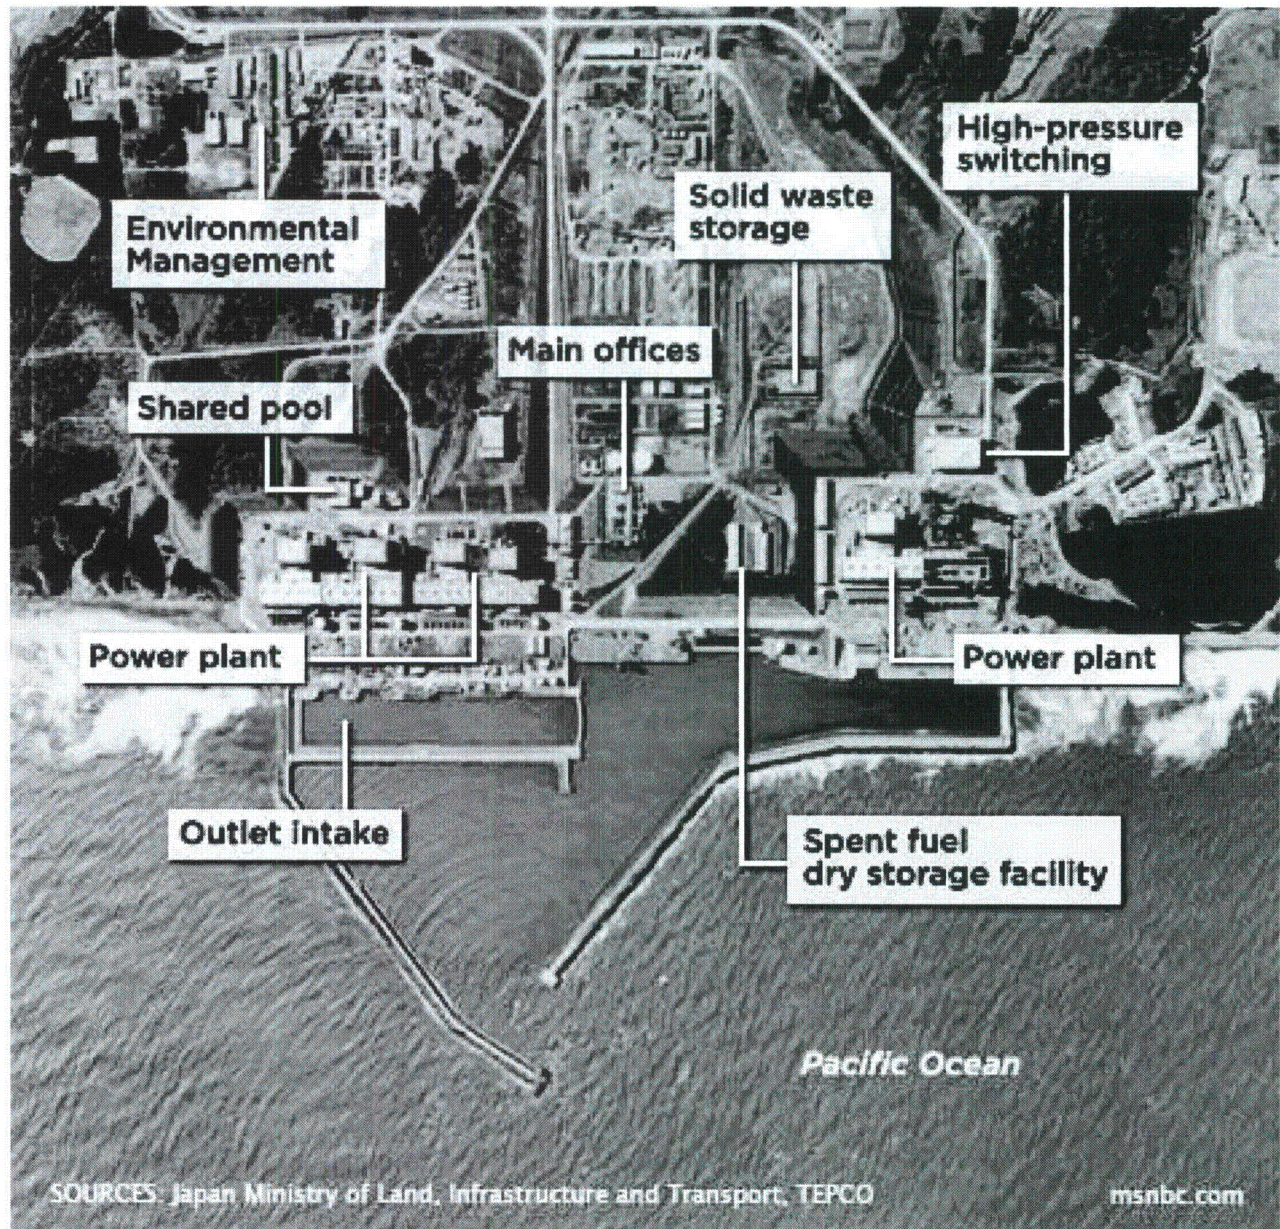 High-pressure
switching
Solid waste
storage
Environmental
Management
Main offices
Shared pool
Power plant
Power plant
Outlet intake
Spent fuel
dry storage facility
Pacific Ocean
SOURCES: Japan Ministry of Land, Infrastructure and Transport, TEPCO
msnbc.com